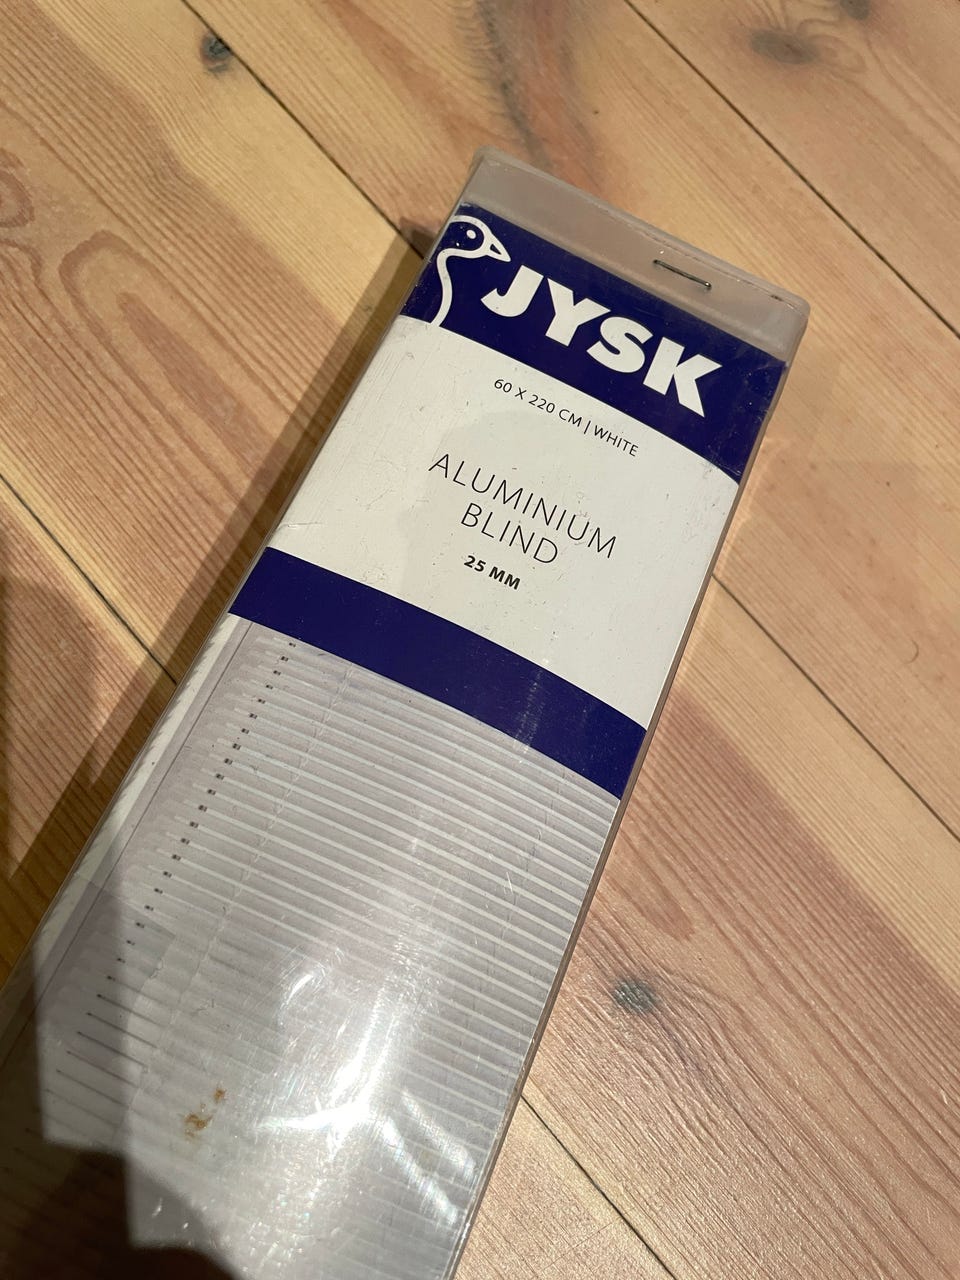 JYSK
60 X 220 CM | WHITE
ALUMINIUM
BLIND
25 MM